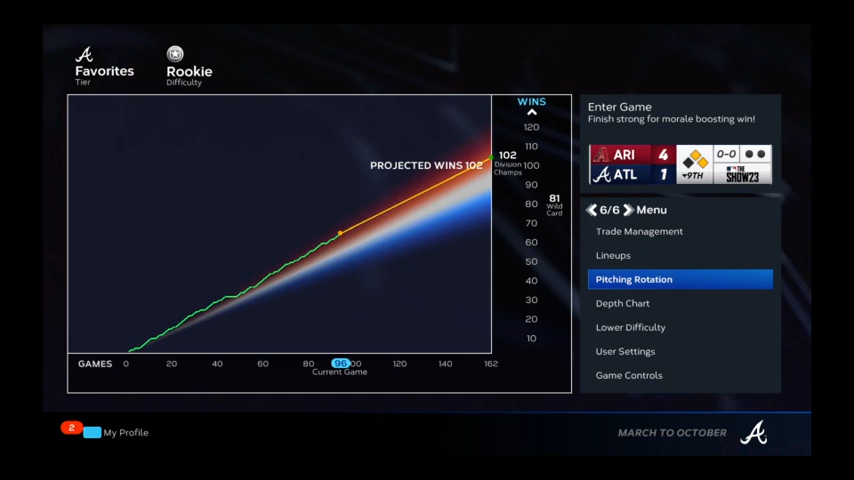 Favorites
Tier
Rookie
Difficulty
WINS
120
110
100
90
80
70
60
50
40
30
20
10
PROJECTED WINS 102
102
Division
Champs
81
Wild
Card
GAMES 0 20 40 60 80 96 00 120 140 162
Current Game
Enter Game
Finish strong for morale boosting win!
ARI 4
ATL 1
9TH
0-0
THE
SHOW23
6/6 Menu
Trade Management
Lineups
Pitching Rotation
Depth Chart
Lower Difficulty
User Settings
Game Controls
2 My Profile
MARCH TO OCTOBER